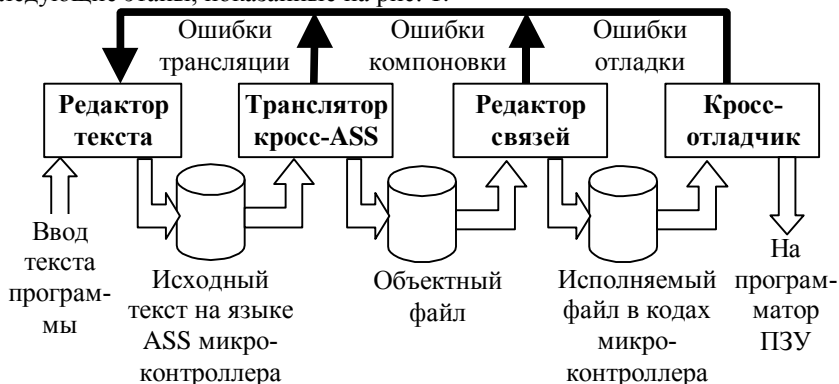 ледующие этапы, показанные на рис. 1.
Ошибки
трансляции
Ошибки
компоновки
Ошибки
отладки
Редактор
текста
Транслятор
кросс-ASS
Редактор
связей
Кросс-
отладчик
Ввод
текста
програм-
мы
Исходный
текст на языке
ASS микро-
контроллера
Объектный
файл
Исполняемый
файл в кодах
микро-
контроллера
На
програм-
матор
ПЗУ